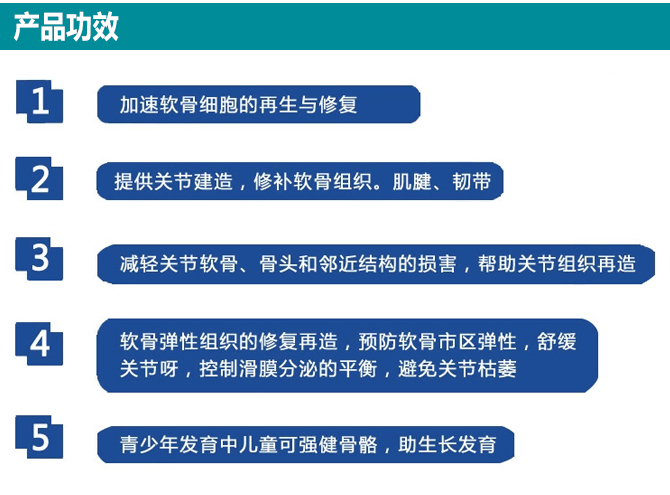 产品功效
1
加速软骨细胞的再生与修复
2
提供关节建造，修补软骨组织。肌腱、韧带
3
减轻关节软骨、骨头和邻近结构的损害，帮助关节组织再造
4
软骨弹性组织的修复再造，预防软骨市区弹性，舒缓
关节呀，控制滑膜分泌的平衡，避免关节枯萎
5
青少年发育中儿童可强健骨骼，助生长发育